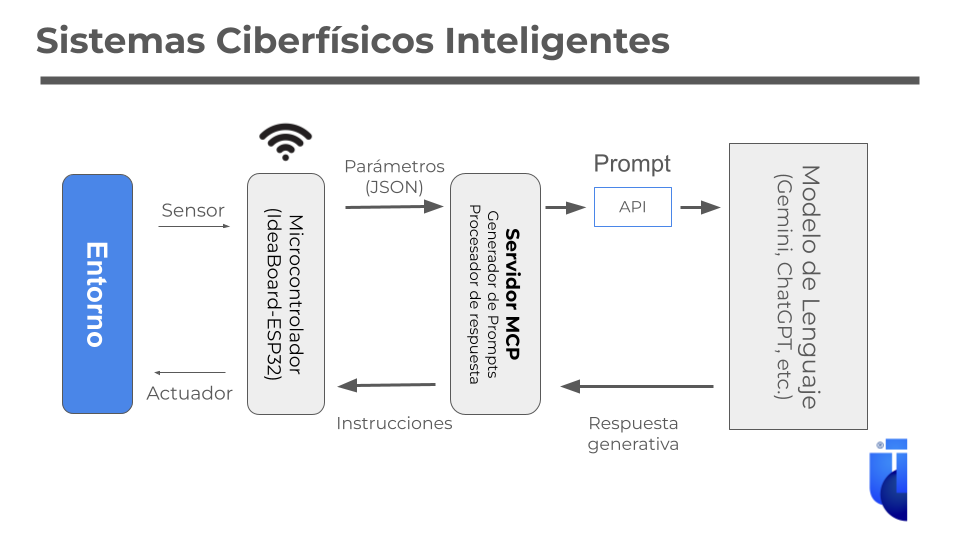 Sistemas Ciberfísicos Inteligentes
Entorno
Sensor
Actuador
Microcontrolador
(IdeaBoard-ESP32)
Parámetros
(JSON)
Instrucciones
Servidor MCP
Generador de Prompts
Procesador de respuesta
Prompt
API
Respuesta
generativa
Modelo de Lenguaje
(Gemini, ChatGPT, etc.)